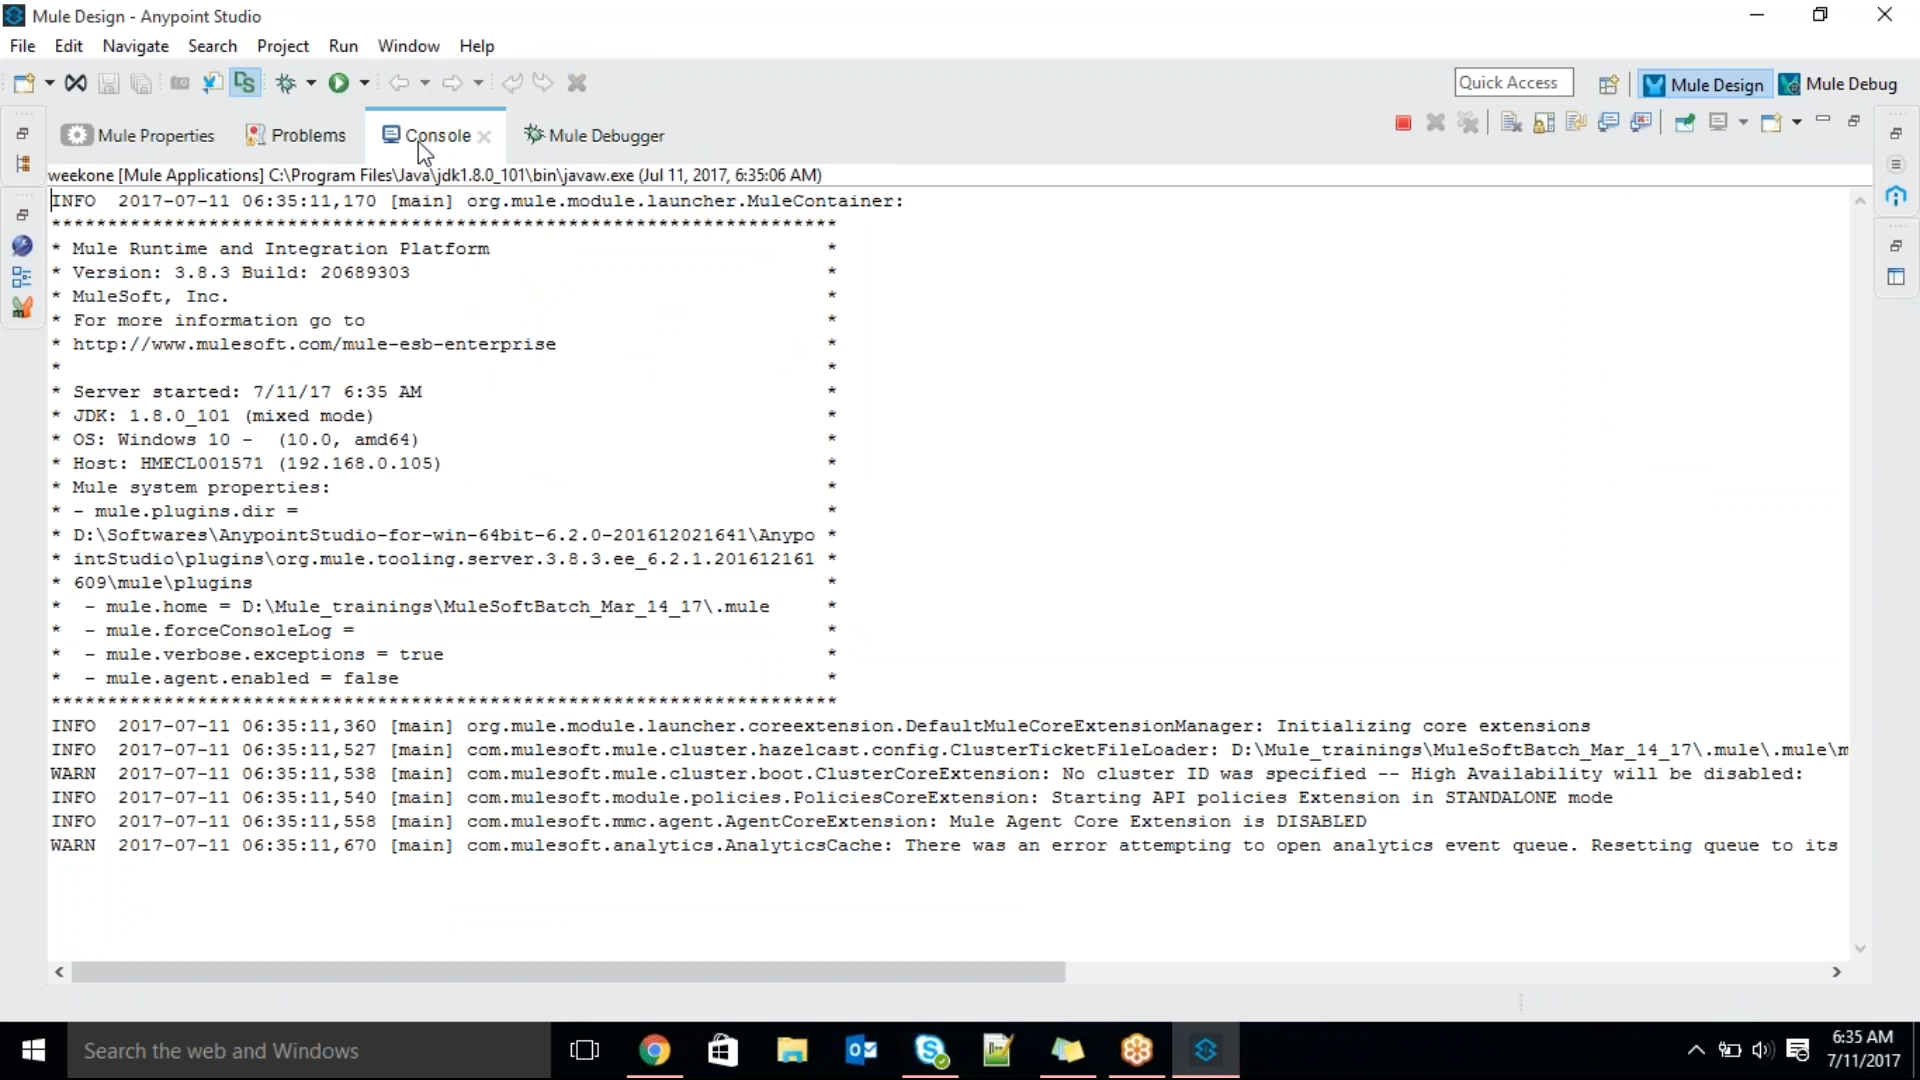 Mule Design - Anypoint Studio
File Edit Navigate Search Project Run Window Help
Quick Access Mule Design Mule Debug
Mule Properties Problems Console Mule Debugger
weekone [Mule Applications] C:\Program Files\Java\jdk1.8.0_101\bin\javaw.exe (Jul 11, 2017, 6:35:06 AM)
INFO  2017-07-11 06:35:11,170 [main] org.mule.module.launcher.MuleContainer:
**********************************************************************
* Mule Runtime and Integration Platform                              *
* Version: 3.8.3 Build: 20689303                                     *
* MuleSoft, Inc.                                                     *
* For more information go to                                         *
* http://www.mulesoft.com/mule-esb-enterprise                        *
*                                                                    *
* Server started: 7/11/17 6:35 AM                                    *
* JDK: 1.8.0_101 (mixed mode)                                        *
* OS: Windows 10 -  (10.0, amd64)                                    *
* Host: HMECL001571 (192.168.0.105)                                  *
* Mule system properties:                                            *
* - mule.plugins.dir =                                               *
* D:\Softwares\AnypointStudio-for-win-64bit-6.2.0-201612021641\Anypo *
* intStudio\plugins\org.mule.tooling.server.3.8.3.ee_6.2.1.201612161 *
* 609\mule\plugins                                                   *
*  - mule.home = D:\Mule_trainings\MuleSoftBatch_Mar_14_17\.mule     *
*  - mule.forceConsoleLog =                                          *
*  - mule.verbose.exceptions = true                                  *
*  - mule.agent.enabled = false                                      *
**********************************************************************
INFO  2017-07-11 06:35:11,360 [main] org.mule.module.launcher.coreextension.DefaultMuleCoreExtensionManager: Initializing core extensions
INFO  2017-07-11 06:35:11,527 [main] com.mulesoft.mule.cluster.hazelcast.config.ClusterTicketFileLoader: D:\Mule_trainings\MuleSoftBatch_Mar_14_17\.mule\.mule\m
WARN  2017-07-11 06:35:11,538 [main] com.mulesoft.mule.cluster.boot.ClusterCoreExtension: No cluster ID was specified -- High Availability will be disabled:
INFO  2017-07-11 06:35:11,540 [main] com.mulesoft.module.policies.PoliciesCoreExtension: Starting API policies Extension in STANDALONE mode
INFO  2017-07-11 06:35:11,558 [main] com.mulesoft.mmc.agent.AgentCoreExtension: Mule Agent Core Extension is DISABLED
WARN  2017-07-11 06:35:11,670 [main] com.mulesoft.analytics.AnalyticsCache: There was an error attempting to open analytics event queue. Resetting queue to its
Search the web and Windows
6:35 AM
7/11/2017